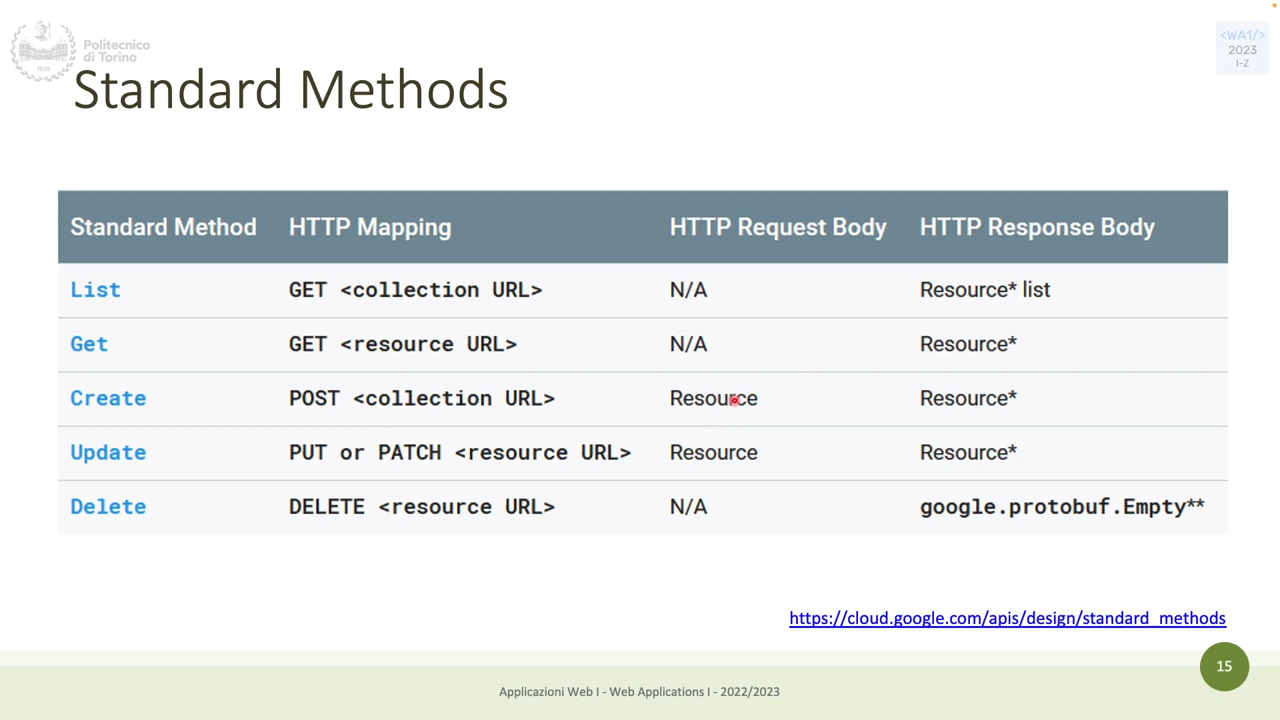 Politecnico
di Torino
1859
<WA1/>
2023
I-Z
Standard Methods
Standard Method HTTP Mapping HTTP Request Body HTTP Response Body
List GET <collection URL> N/A Resource* list
Get GET <resource URL> N/A Resource*
Create POST <collection URL> Resource Resource*
Update PUT or PATCH <resource URL> Resource Resource*
Delete DELETE <resource URL> N/A google.protobuf.Empty**
https://cloud.google.com/apis/design/standard_methods
15
Applicazioni Web I - Web Applications I - 2022/2023